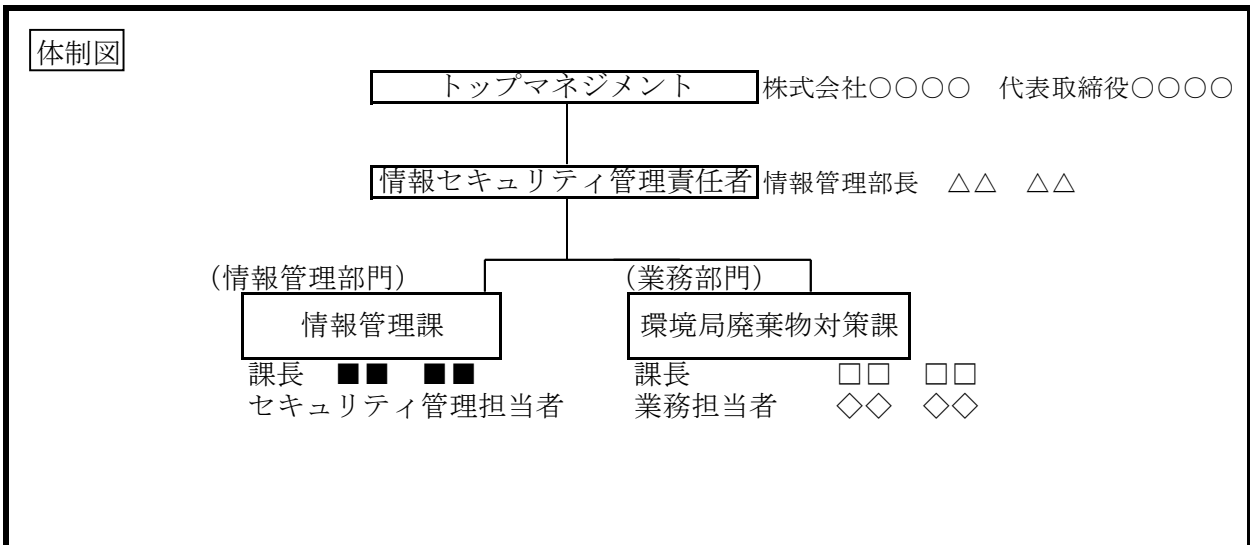 体制図
トップマネジメント 株式会社○○○○ 代表取締役○○○○
情報セキュリティ管理責任者 情報管理部長 △△ △△
(情報管理部門) (業務部門)
情報管理課 環境局廃棄物対策課
課長 ■■ ■■ 課長 □□ □□
セキュリティ管理担当者 業務担当者 ◇◇ ◇◇